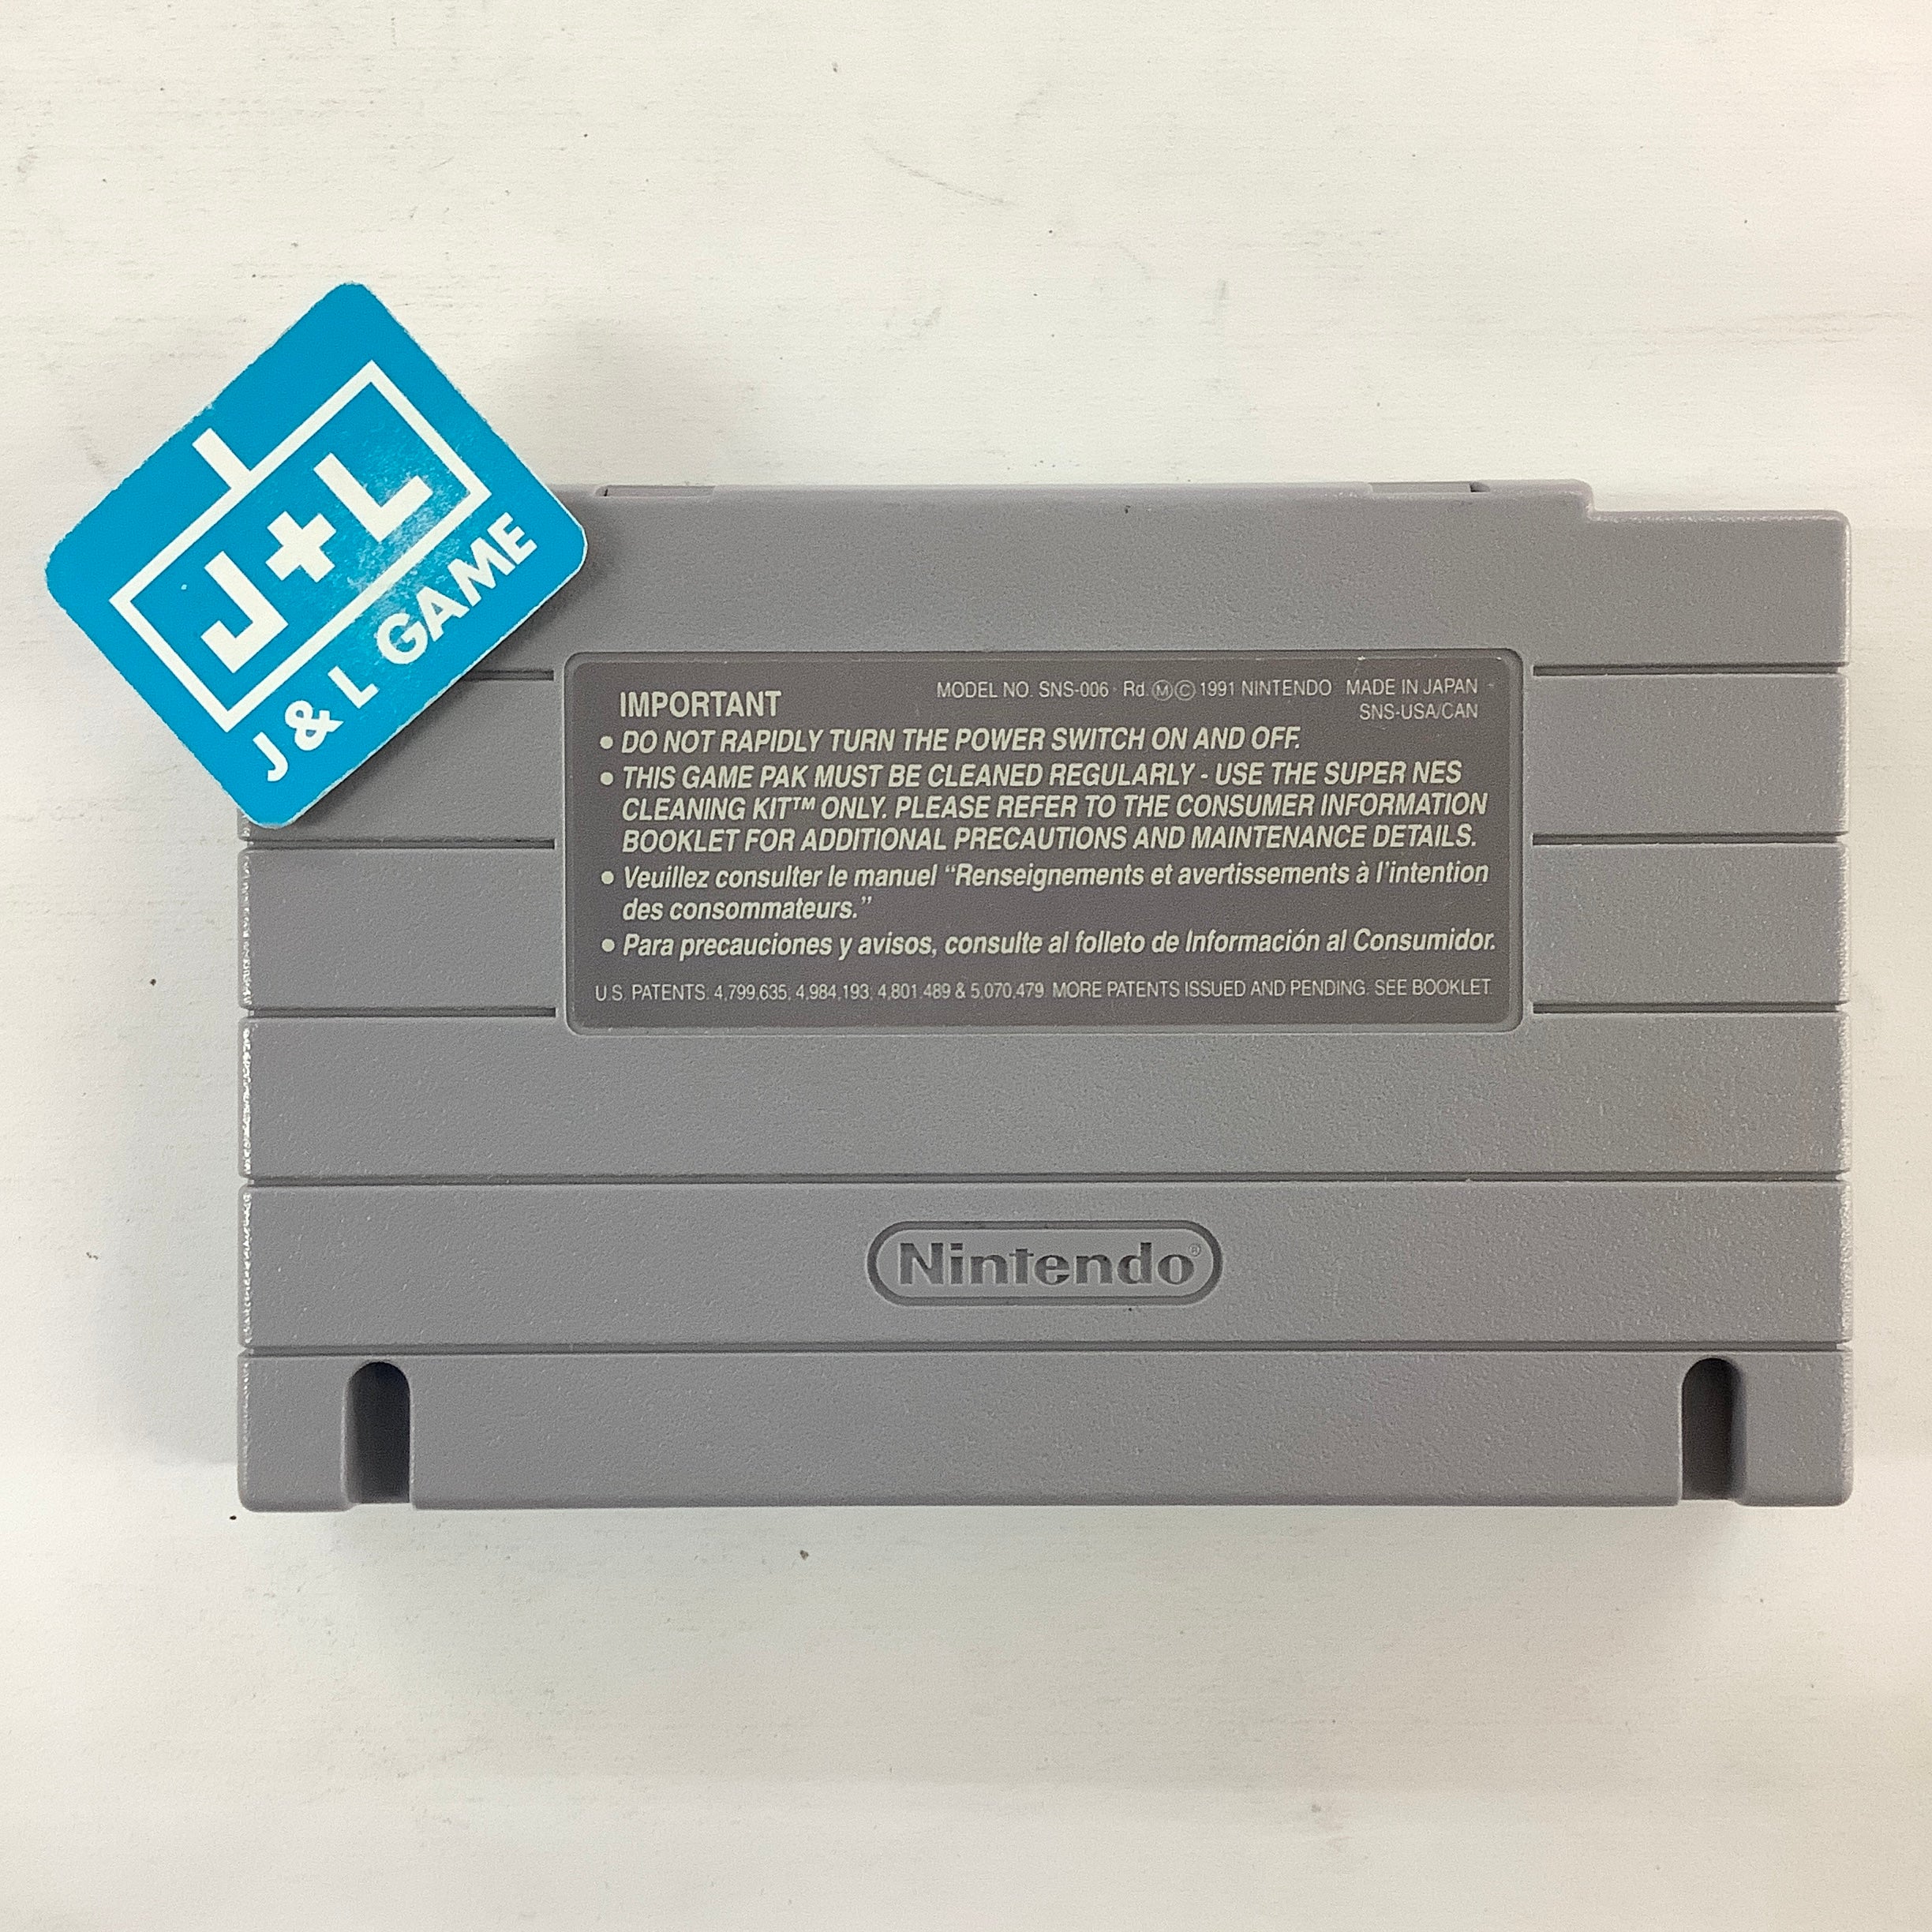 J+L
J & L GAME
IMPORTANT
MODEL NO. SNS-006 · Rd. Ⓜ© 1991 NINTENDO MADE IN JAPAN
SNS-USA/CAN
• DO NOT RAPIDLY TURN THE POWER SWITCH ON AND OFF.
• THIS GAME PAK MUST BE CLEANED REGULARLY - USE THE SUPER NES
CLEANING KIT™ ONLY. PLEASE REFER TO THE CONSUMER INFORMATION
BOOKLET FOR ADDITIONAL PRECAUTIONS AND MAINTENANCE DETAILS.
• Veuillez consulter le manuel “Renseignements et avertissements à l’intention
des consommateurs.”
• Para precauciones y avisos, consulte al folleto de Información al Consumidor.
U.S. PATENTS: 4,799,635; 4,984,193; 4,801,489 & 5,070,479. MORE PATENTS ISSUED AND PENDING. SEE BOOKLET
Nintendo®